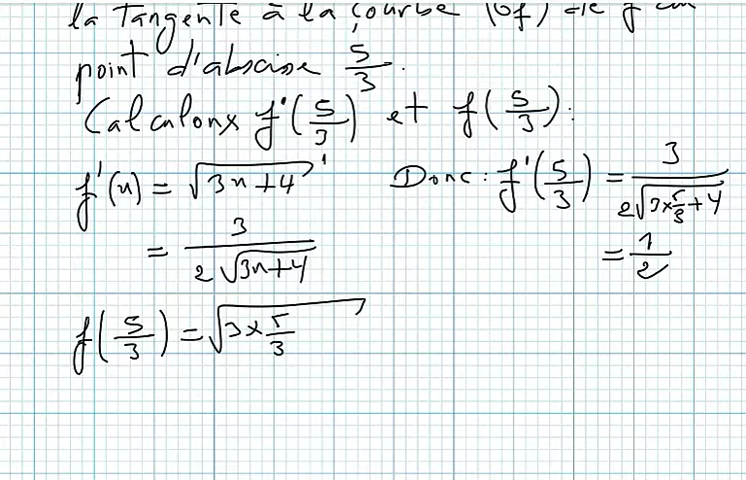 la Tangente à la courbe (Cf) de f au
point d'abscisse 5/3.
Calculons f'(5/3) et f(5/3):
f'(x) = √(3x+4)'
= 3/(2√(3x+4))
Donc: f'(5/3) = 3/(2√(3×5/3+4))
= 1/2
f(5/3) = √(3×5/3